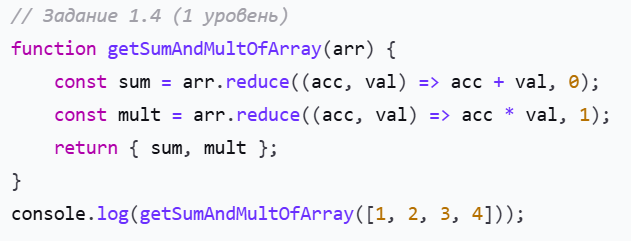 // Задание 1.4 (1 уровень)
function getSumAndMultOfArray(arr) {
    const sum = arr.reduce((acc, val) => acc + val, 0);
    const mult = arr.reduce((acc, val) => acc * val, 1);
    return { sum, mult };
}
console.log(getSumAndMultOfArray([1, 2, 3, 4]));